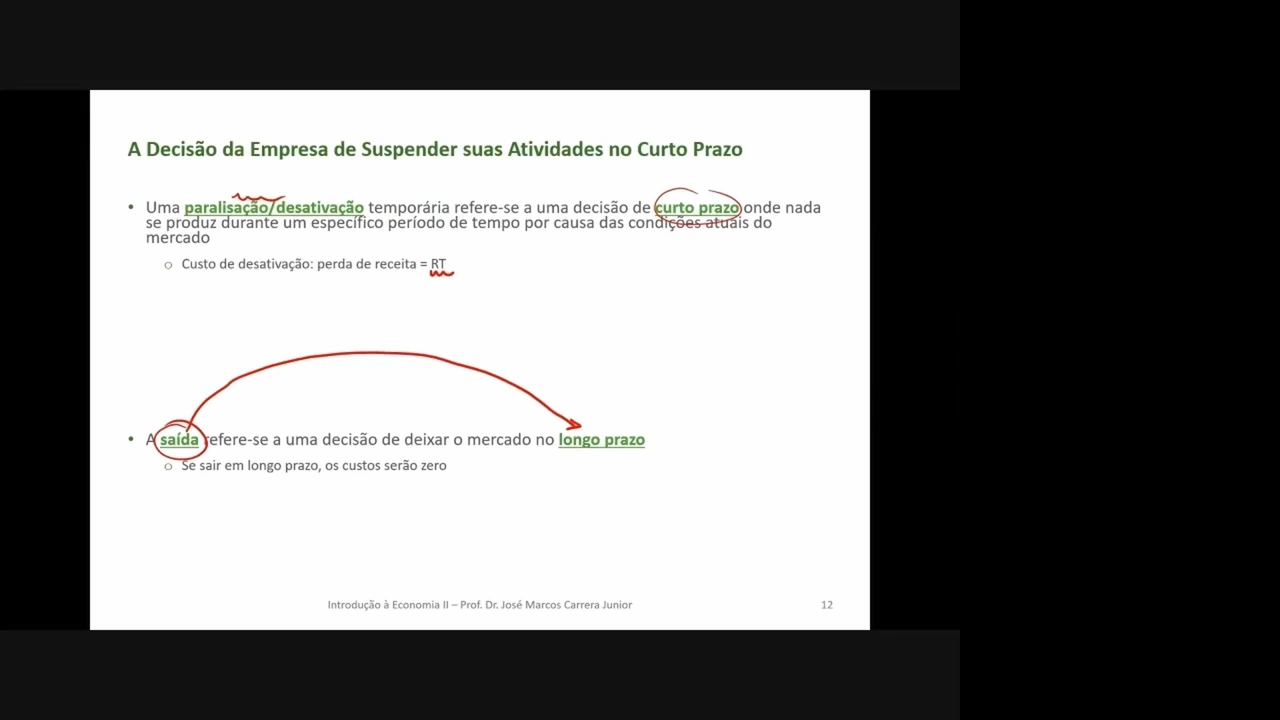 A Decisão da Empresa de Suspender suas Atividades no Curto Prazo
• Uma paralisação/desativação temporária refere-se a uma decisão de curto prazo onde nada
se produz durante um específico período de tempo por causa das condições atuais do
mercado
o Custo de desativação: perda de receita = RT
• A saída refere-se a uma decisão de deixar o mercado no longo prazo
o Se sair em longo prazo, os custos serão zero
Introdução à Economia II – Prof. Dr. José Marcos Carrera Junior 12